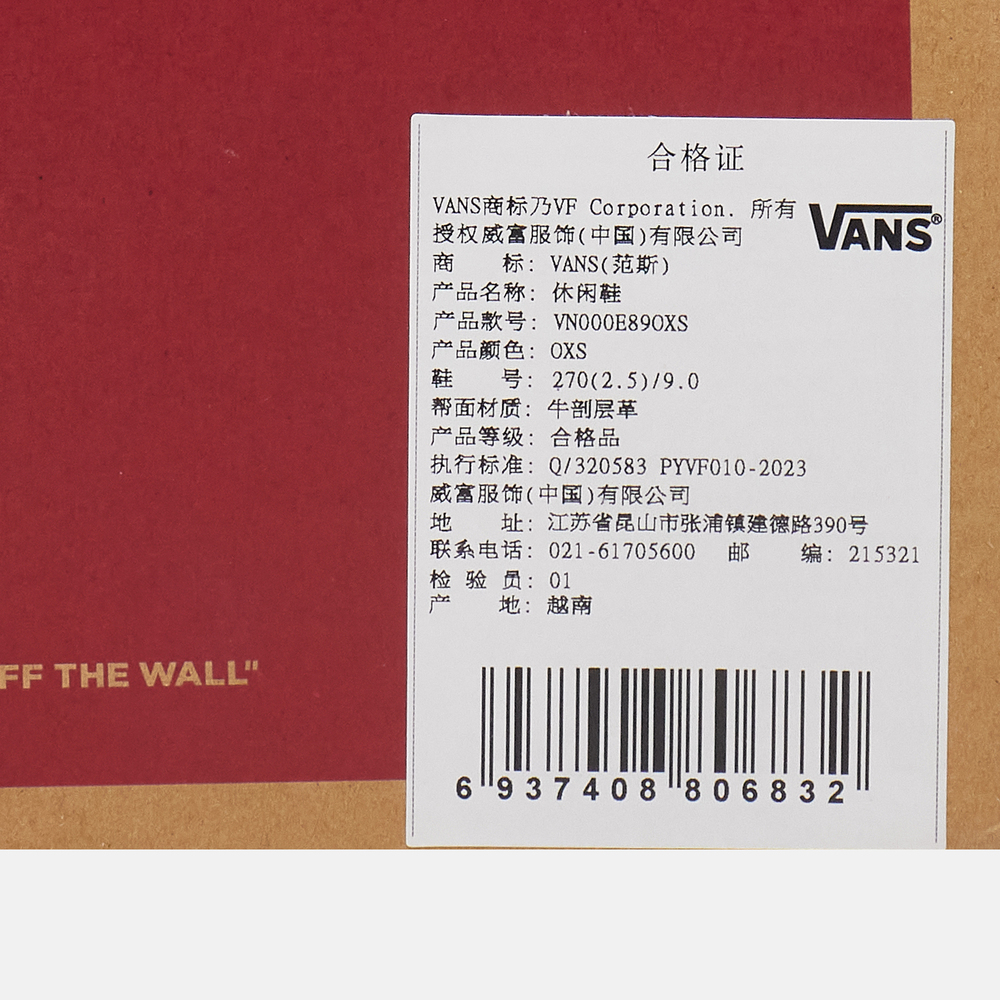 合格证
VANS商标乃VF Corporation. 所有
VANS®
授权威富服饰(中国)有限公司
商 标: VANS(范斯)
产品名称: 休闲鞋
产品款号: VN000E89OXS
产品颜色: OXS
鞋 号: 270(2.5)/9.0
帮面材质: 牛剖层革
产品等级: 合格品
执行标准: Q/320583 PYVF010-2023
威富服饰(中国)有限公司
地 址: 江苏省昆山市张浦镇建德路390号
联系电话: 021-61705600 邮 编: 215321
检 验 员: 01
产 地: 越南
FF THE WALL"
6 937408 806832